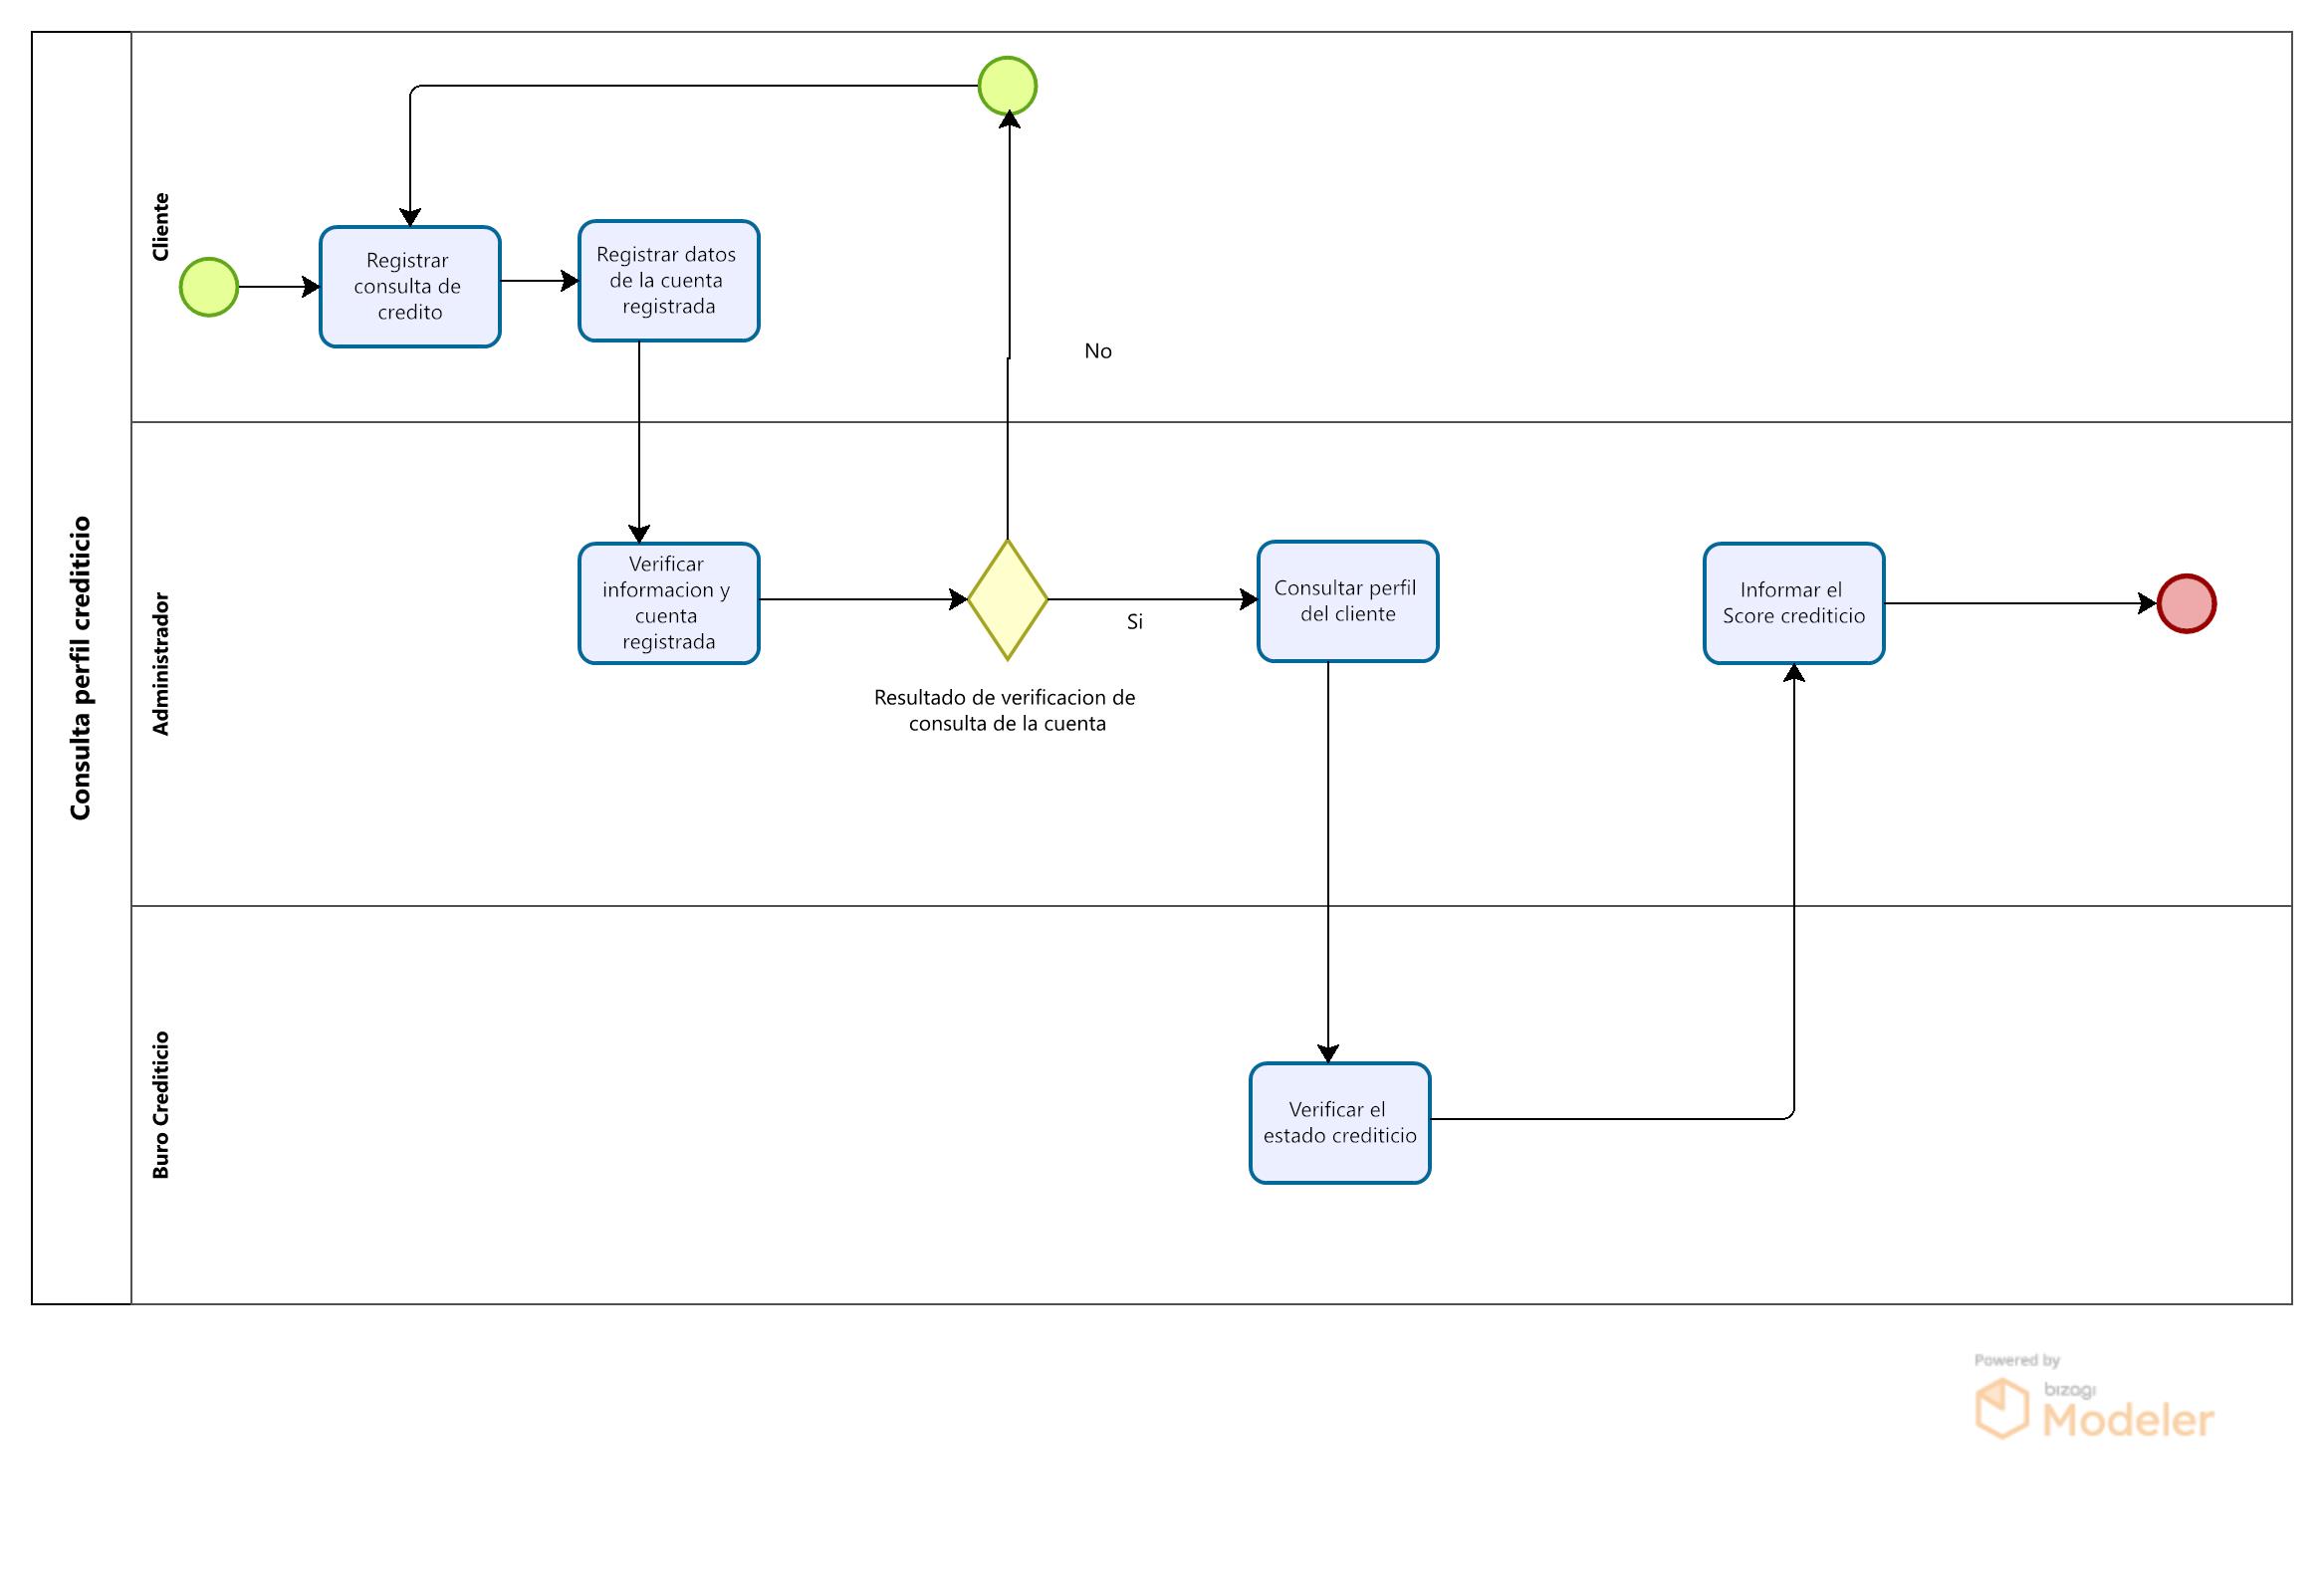 Consulta perfil crediticio
Cliente
Registrar
consulta de
credito
Registrar datos
de la cuenta
registrada
No
Administrador
Verificar
informacion y
cuenta
registrada
Resultado de verificacion de
consulta de la cuenta
Si
Consultar perfil
del cliente
Informar el
Score crediticio
Buro Crediticio
Verificar el
estado crediticio
Powered by
bizagi
Modeler